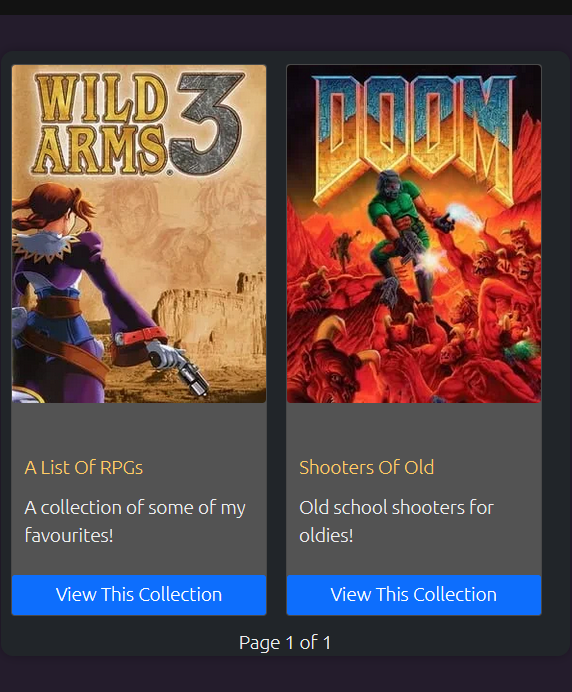 WILD
ARMS 3
DOOM
A List Of RPGs
A collection of some of my
favourites!
View This Collection
Shooters Of Old
Old school shooters for
oldies!
View This Collection
Page 1 of 1